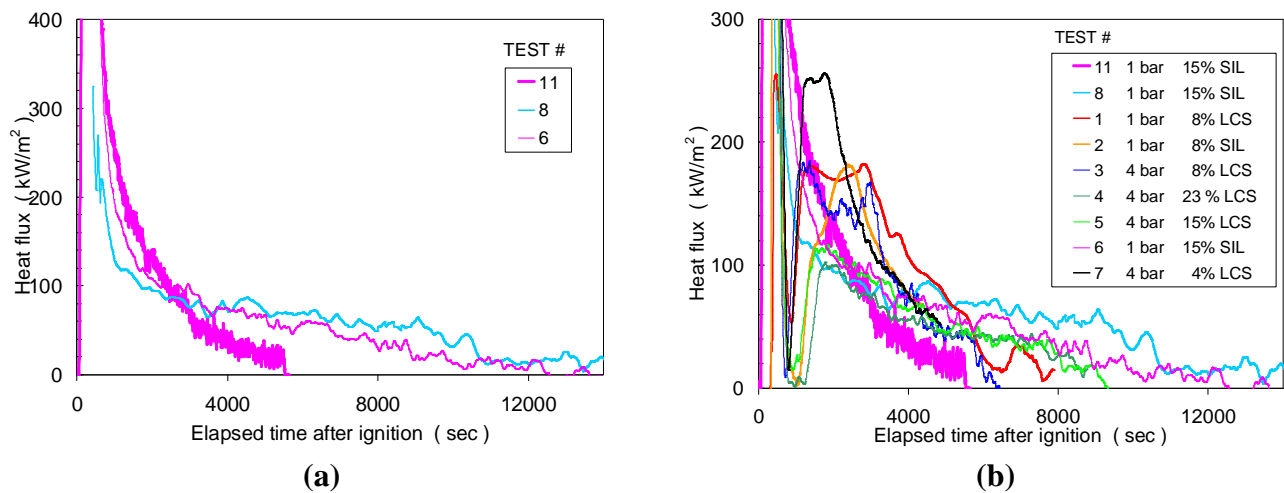 400
300
200
100
0
0
4000
8000
12000
Heat flux ( kW/m2 )
Elapsed time after ignition ( sec )
TEST #
11
8
6
(a)
300
200
100
0
0
4000
8000
12000
Heat flux ( kW/m2 )
Elapsed time after ignition ( sec )
TEST #
11 1 bar 15% SIL
8 1 bar 15% SIL
1 1 bar 8% LCS
2 1 bar 8% SIL
3 4 bar 8% LCS
4 4 bar 23 % LCS
5 4 bar 15% LCS
6 1 bar 15% SIL
7 4 bar 4% LCS
(b)